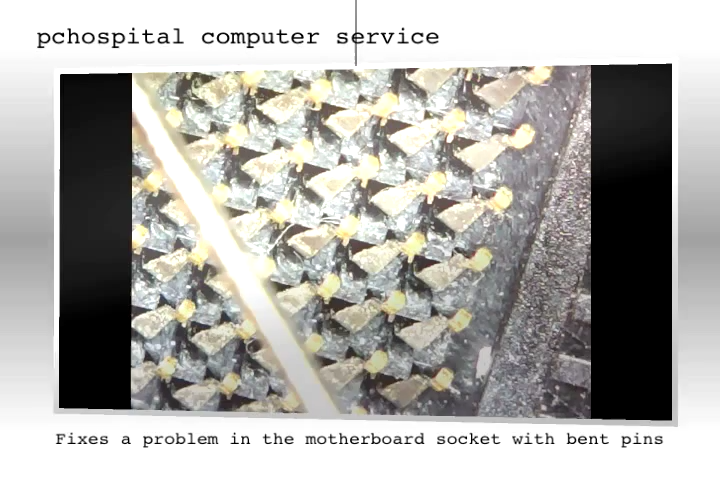 pchospital computer service
Fixes a problem in the motherboard socket with bent pins